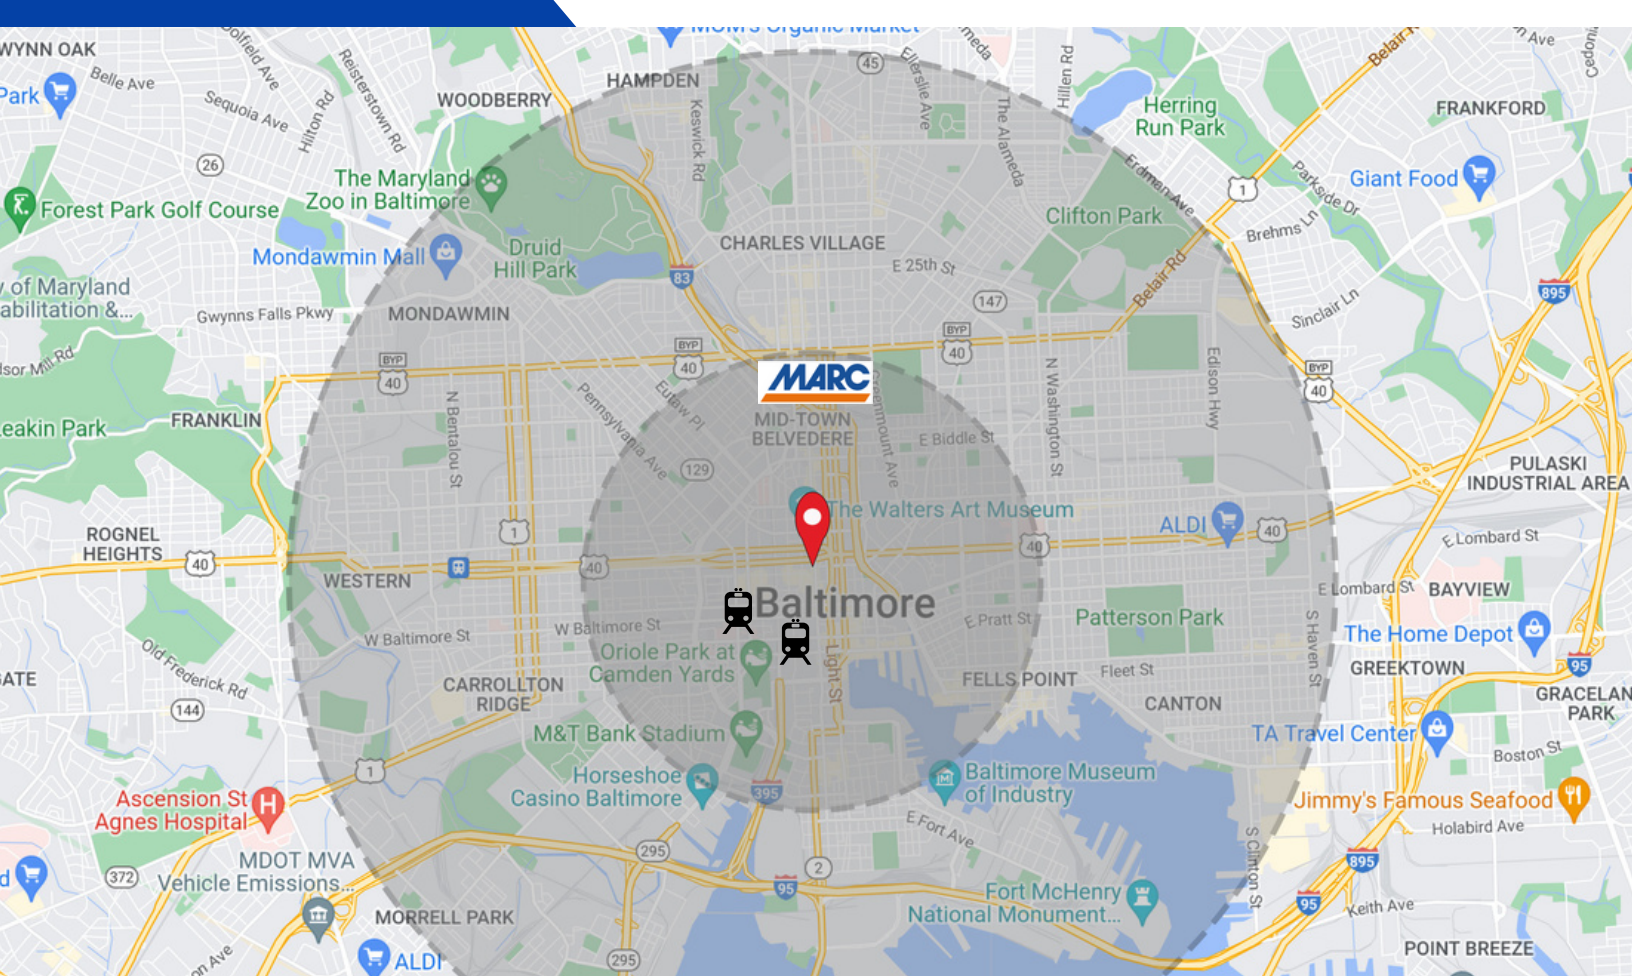 MOM's Organic Market
WYNN OAK
Belle Ave
Reisterstown Rd
HAMPDEN
45
Ellerslie Ave
Hillen Rd
Belair R
Cedoni
Park
Sequoia Ave
Hilton Rd
WOODBERRY
Keswick Rd
The Alameda
Herring
Run Park
FRANKFORD
26
The Maryland
Zoo in Baltimore
Erdman Ave
1
Parkside Dr
Giant Food
Forest Park Golf Course
Clifton Park
Brehms Ln
Mondawmin Mall
Druid
Hill Park
CHARLES VILLAGE
83
E 25th St
Belair Rd
y of Maryland
abilitation &...
Gwynns Falls Pkwy
MONDAWMIN
147
Sinclair Ln
895
BYP
40
BYP
40
BYP
40
BYP
40
MARC
N Bentalou St
Pennsylvania Ave
Eutaw Pl
N Washington St
Edison Hwy
FRANKLIN
eakin Park
MID-TOWN
BELVEDERE
E Biddle St
129
PULASKI
INDUSTRIAL AREA
The Walters Art Museum
ALDI
40
1
ROGNEL
HEIGHTS
40
40
40
E Lombard St
WESTERN
E Lombard St
BAYVIEW
Baltimore
W Baltimore St
W Baltimore St
E Pratt St
Patterson Park
S Haven St
The Home Depot
Old Frederick Rd
Oriole Park at
Camden Yards
Light St
FELLS POINT
Fleet St
GREEKTOWN
95
GATE
CARROLLTON
RIDGE
CANTON
GRACELAN
PARK
144
M&T Bank Stadium
TA Travel Center
Boston St
1
Horseshoe
Casino Baltimore
395
Baltimore Museum
of Industry
Ascension St
Agnes Hospital
Jimmy's Famous Seafood
Holabird Ave
E Fort Ave
S Clinton St
295
MDOT MVA
Vehicle Emissions...
372
2
895
95
Fort McHenry
National Monument...
95
Keith Ave
MORRELL PARK
POINT BREEZE
ALDI
295